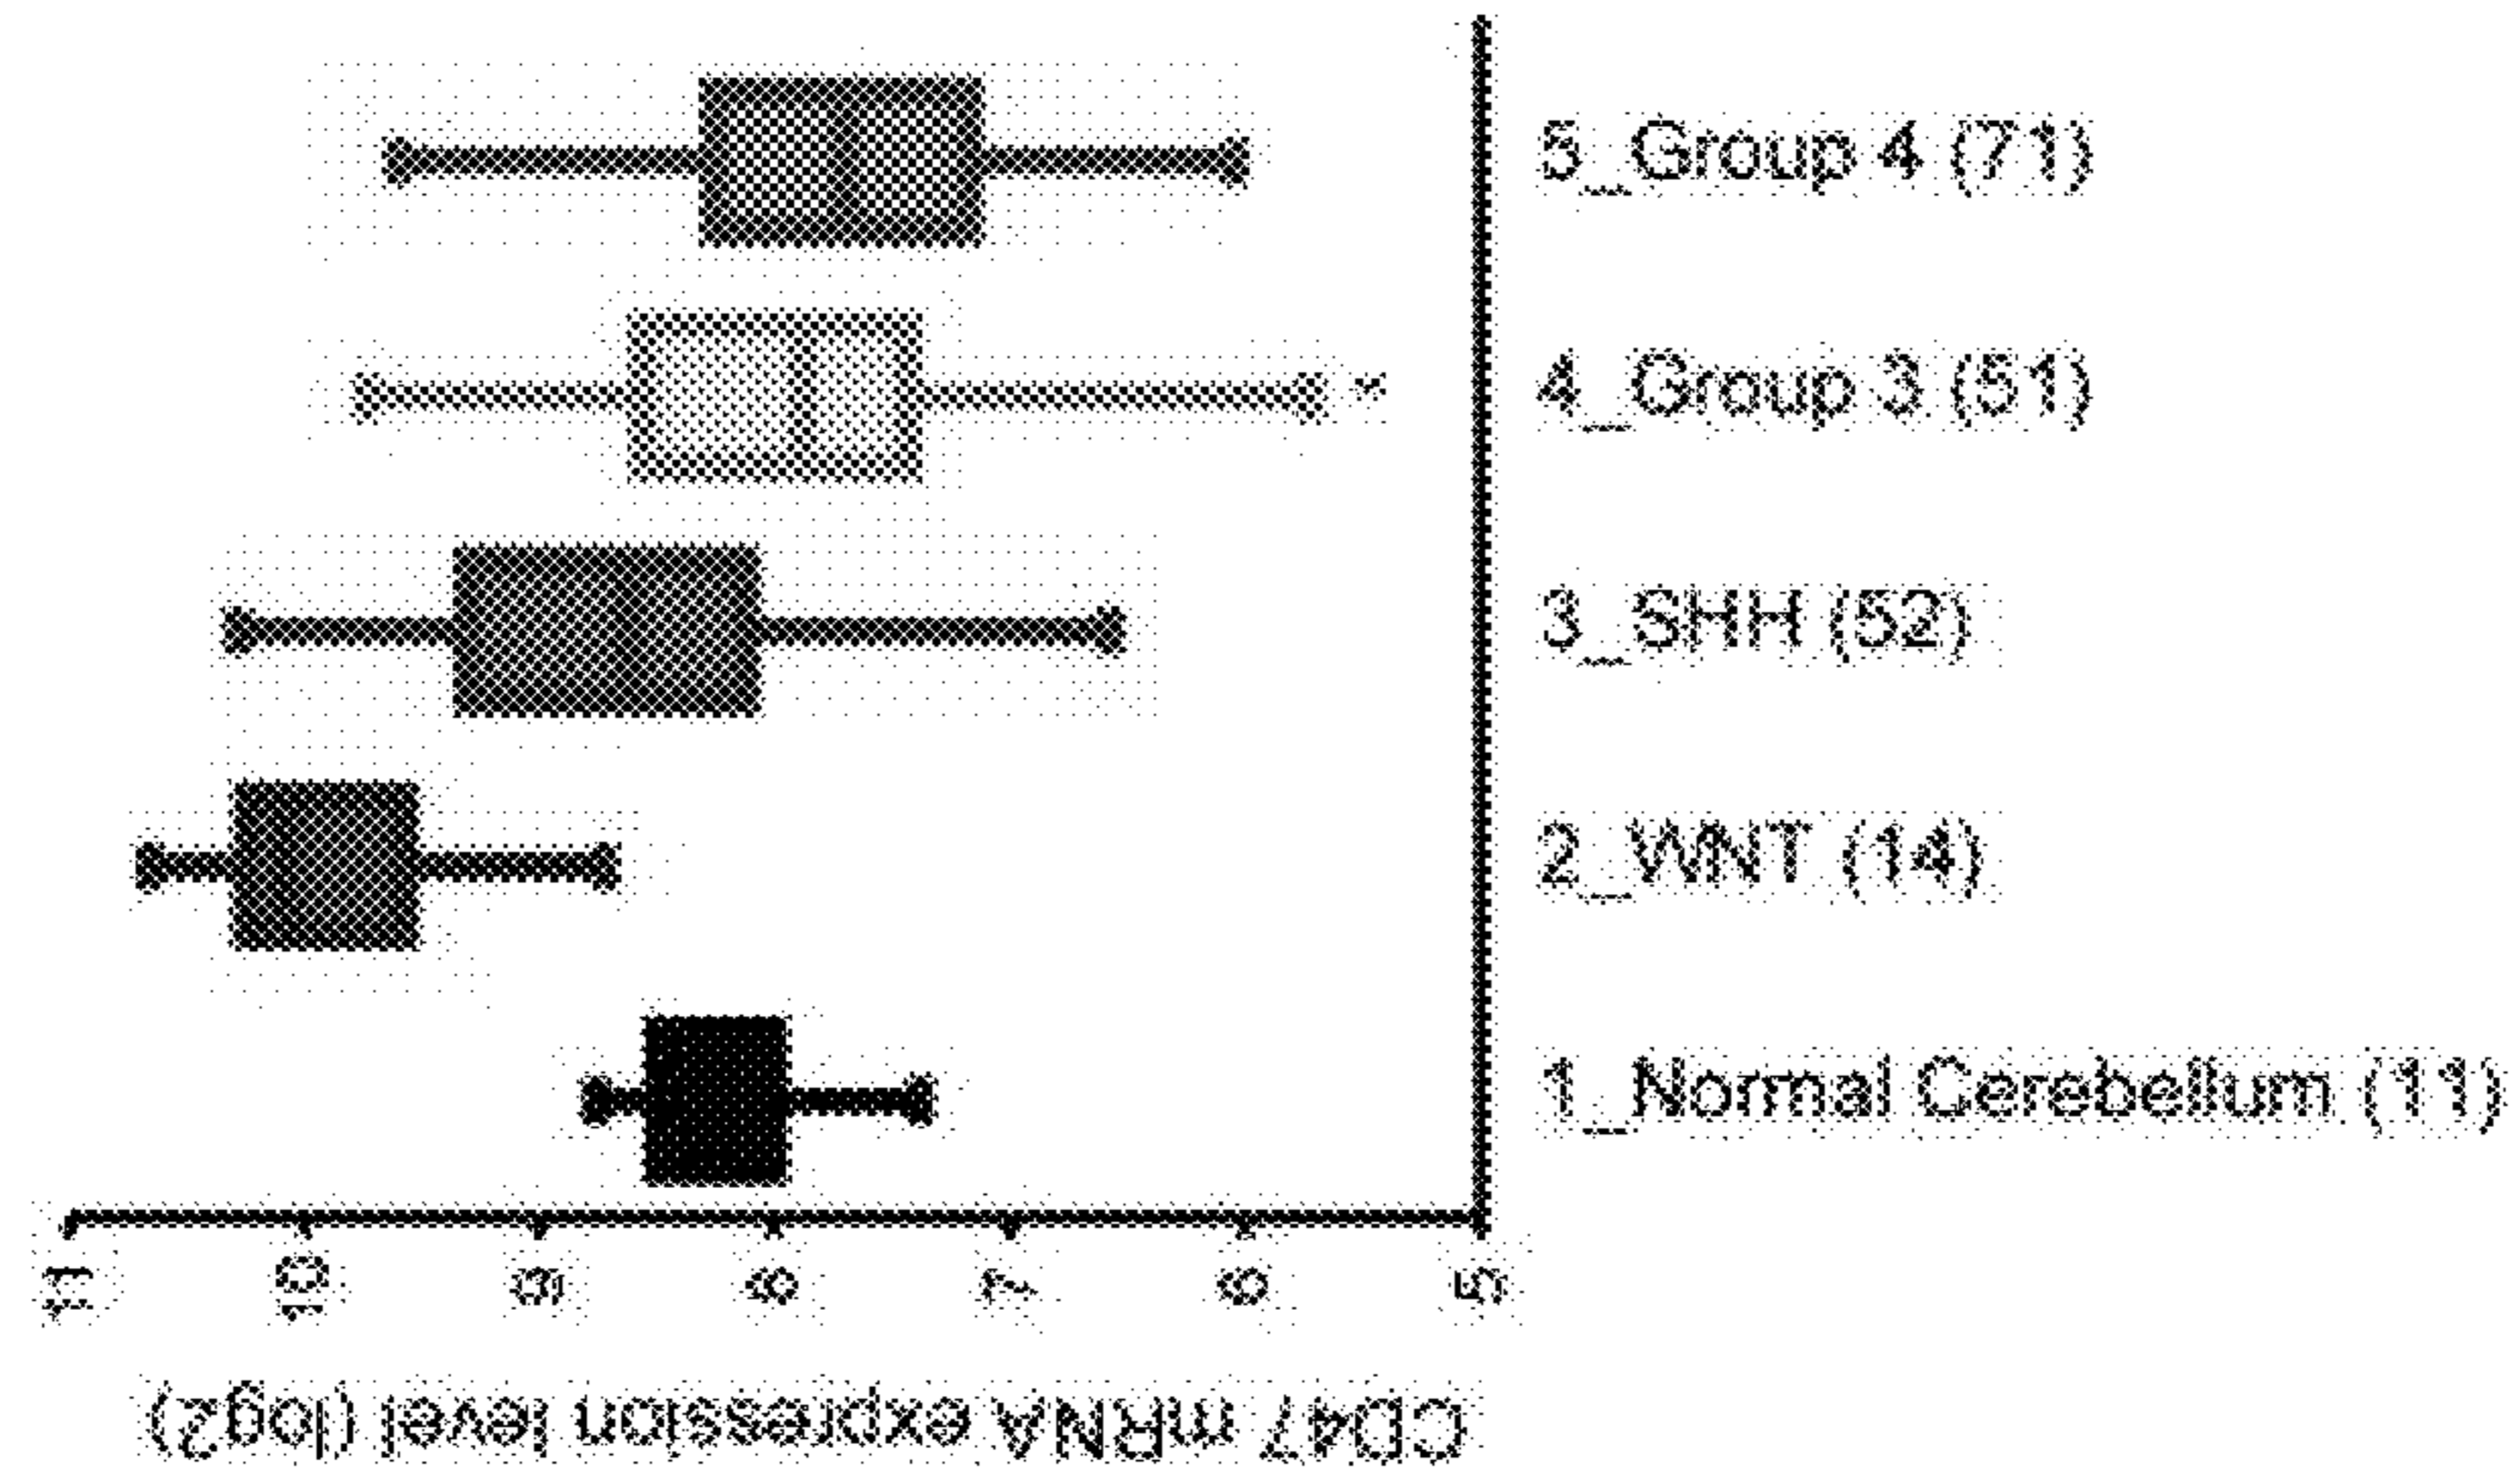 5_Group 4 (71)
4_Group 3 (51)
3_SHH (52)
2_WNT (14)
1_Normal Cerebellum (11)
11
10
9
8
7
6
5
CD47 mRNA expression level (log2)